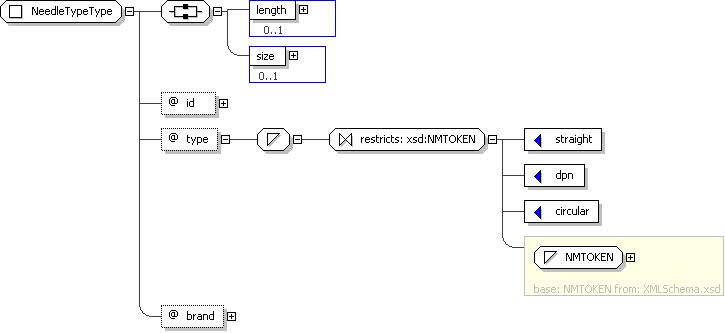 NeedleTypeType
length
0..1
size
0..1
@ id
@ type
restricts: xsd:NMTOKEN
straight
dpn
circular
NMTOKEN
base: NMTOKEN from: XMLSchema.xsd
@ brand